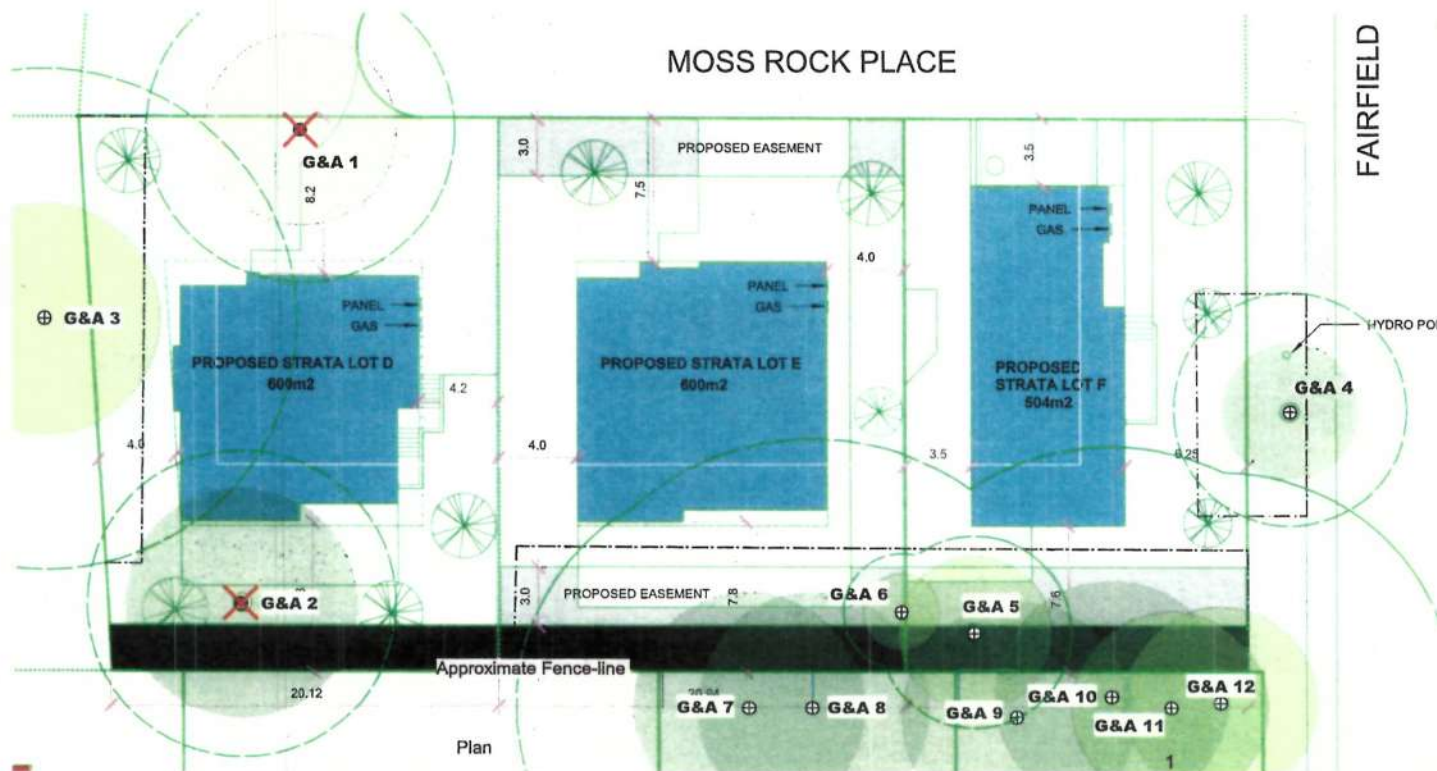 MOSS ROCK PLACE
FAIRFIELD
G&A 1
8.2
3.0
PROPOSED EASEMENT
7.5
3.5
PANEL
GAS
4.0
G&A 3
PANEL
GAS
PANEL
GAS
HYDRO PO
PROPOSED STRATA LOT D
600m2
PROPOSED STRATA LOT E
600m2
PROPOSED
STRATA LOT F
504m2
4.2
G&A 4
4.0
4.0
3.5
6.25
G&A 2
3.0
PROPOSED EASEMENT
7.8
G&A 6
G&A 5
7.6
Approximate Fence-line
20.12
20.94
G&A 7
G&A 8
G&A 9
G&A 10
G&A 11
G&A 12
Plan
1